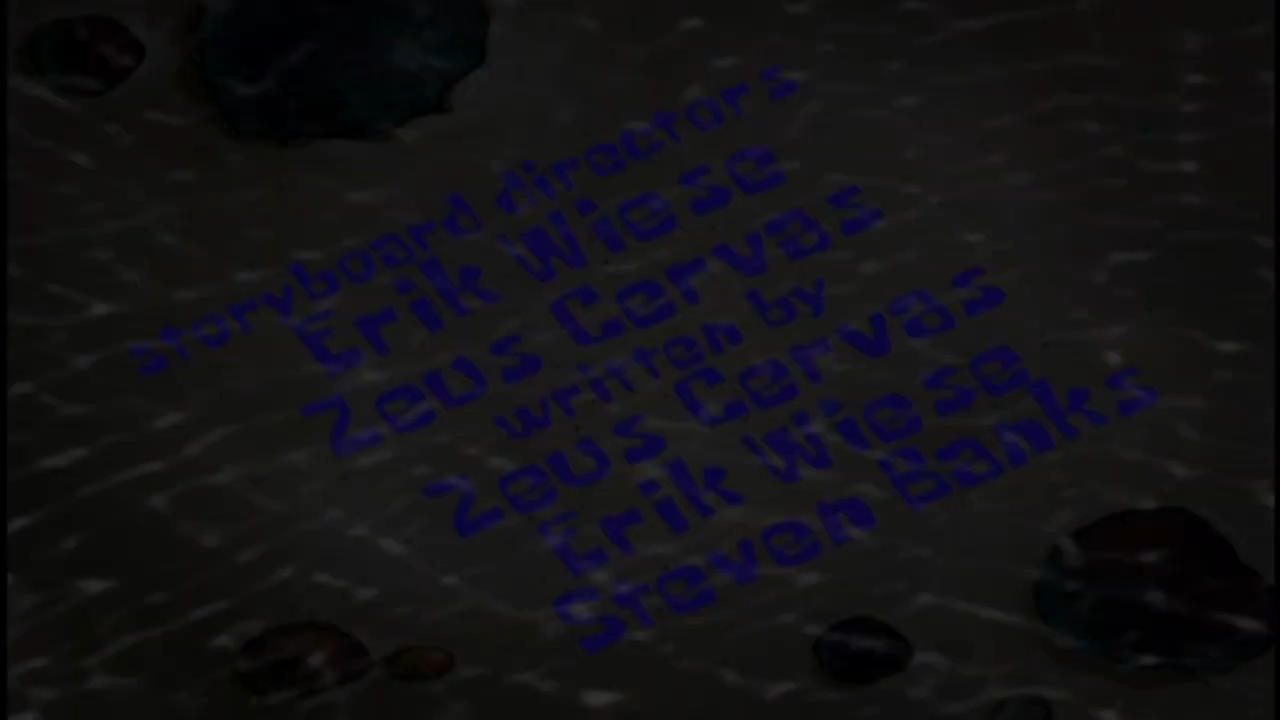 storyboard directors
Erik Wiese
Zeus Cervas
written by
Zeus Cervas
Erik Wiese
Steven Banks